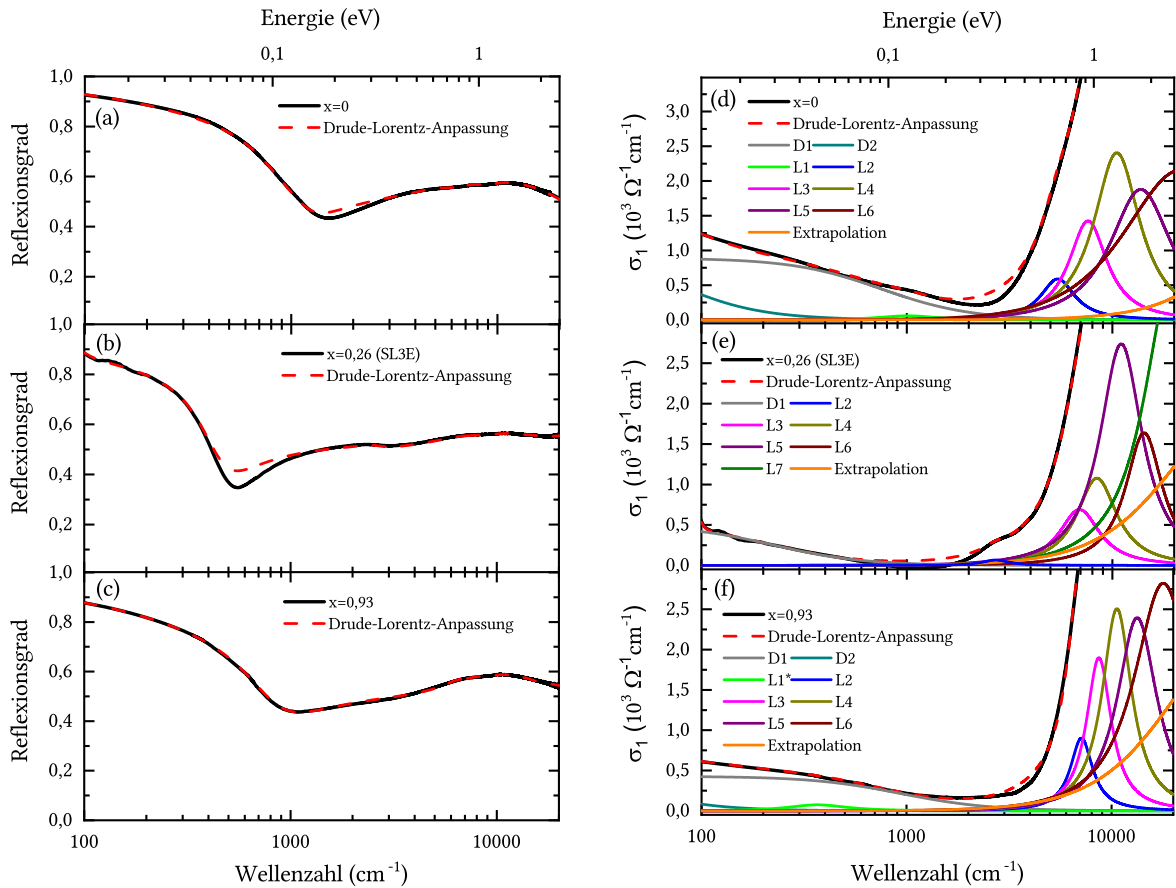 Energie (eV)
0,1 1
1,0
(a)
x=0
Drude-Lorentz-Anpassung
0,8
0,6
0,4
0,2
Reflexionsgrad
1,0
(b)
x=0,26 (SL3E)
Drude-Lorentz-Anpassung
0,8
0,6
0,4
0,2
Reflexionsgrad
1,0
(c)
x=0,93
Drude-Lorentz-Anpassung
0,8
0,6
0,4
0,2
0,0
Reflexionsgrad
100 1000 10000
Wellenzahl (cm⁻¹)
Energie (eV)
0,1 1
(d)
x=0
Drude-Lorentz-Anpassung
D1 D2
L1 L2
L3 L4
L5 L6
Extrapolation
3,0
2,5
2,0
1,5
1,0
0,5
0,0
σ₁ (10³ Ω⁻¹cm⁻¹)
(e)
x=0,26 (SL3E)
Drude-Lorentz-Anpassung
D1 L2
L3 L4
L5 L6
L7 Extrapolation
2,5
2,0
1,5
1,0
0,5
0,0
σ₁ (10³ Ω⁻¹cm⁻¹)
(f)
x=0,93
Drude-Lorentz-Anpassung
D1 D2
L1* L2
L3 L4
L5 L6
Extrapolation
2,5
2,0
1,5
1,0
0,5
0,0
σ₁ (10³ Ω⁻¹cm⁻¹)
100 1000 10000
Wellenzahl (cm⁻¹)